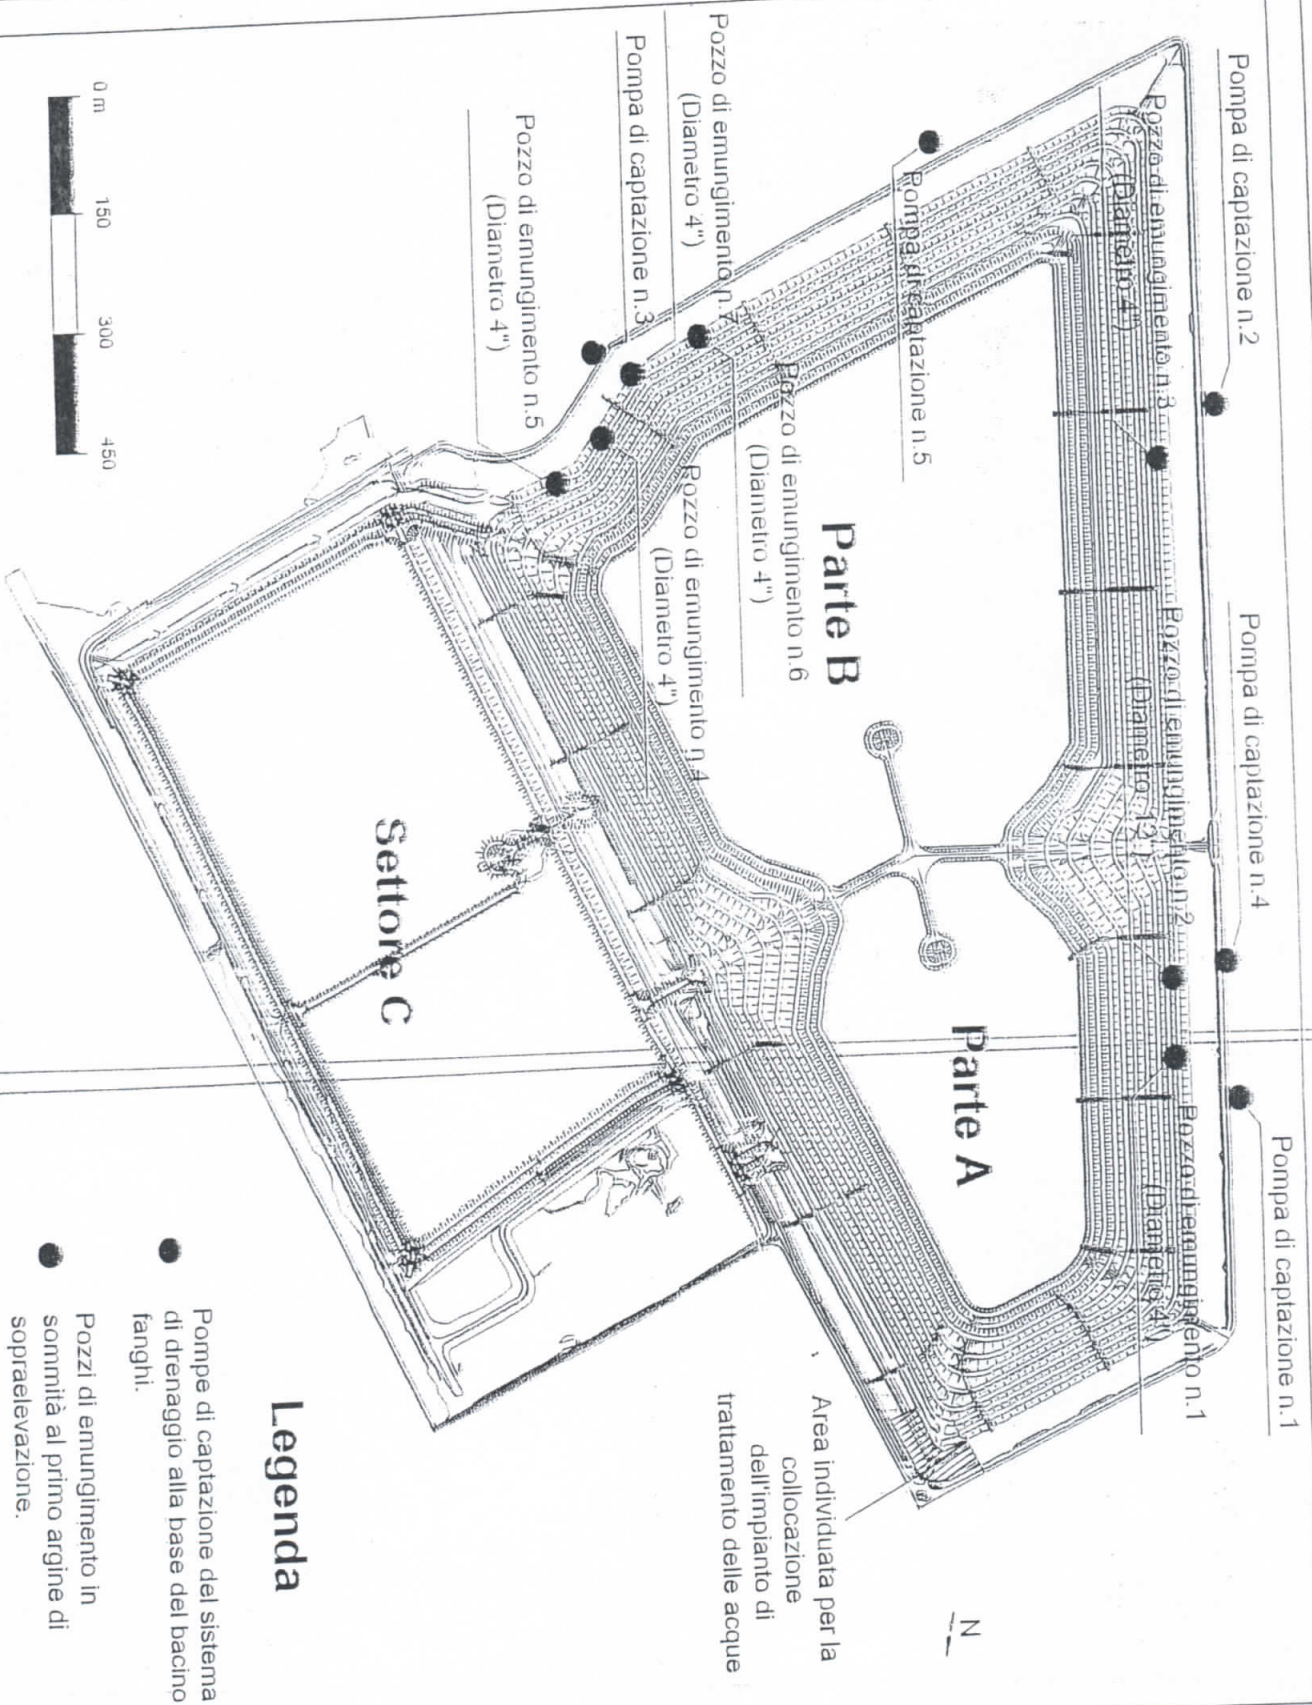 Pompa di captazione n.2
Pompa di captazione n.4
Pompa di captazione n.1
Pozzo di emungimento n.3
(Diametro 4")
Pozzo di emungimento n.2
(Diametro 12"
Pozzo di emungimento n.1
(Diametro 4")
Pompa di captazione n.5
Pozzo di emungimento n.7
(Diametro 4")
Pompa di captazione n.3
Pozzo di emungimento n.5
(Diametro 4")
Pozzo di emungimento n.6
(Diametro 4")
Pozzo di emungimento n.4
(Diametro 4")
Parte B
Parte A
Settore C
0 m
150
300
450
Area individuata per la
collocazione
dell'impianto di
trattamento delle acque
N
Legenda
Pompe di captazione del sistema
di drenaggio alla base del bacino
fanghi.
Pozzi di emungimento in
sommità al primo argine di
sopraelevazione.